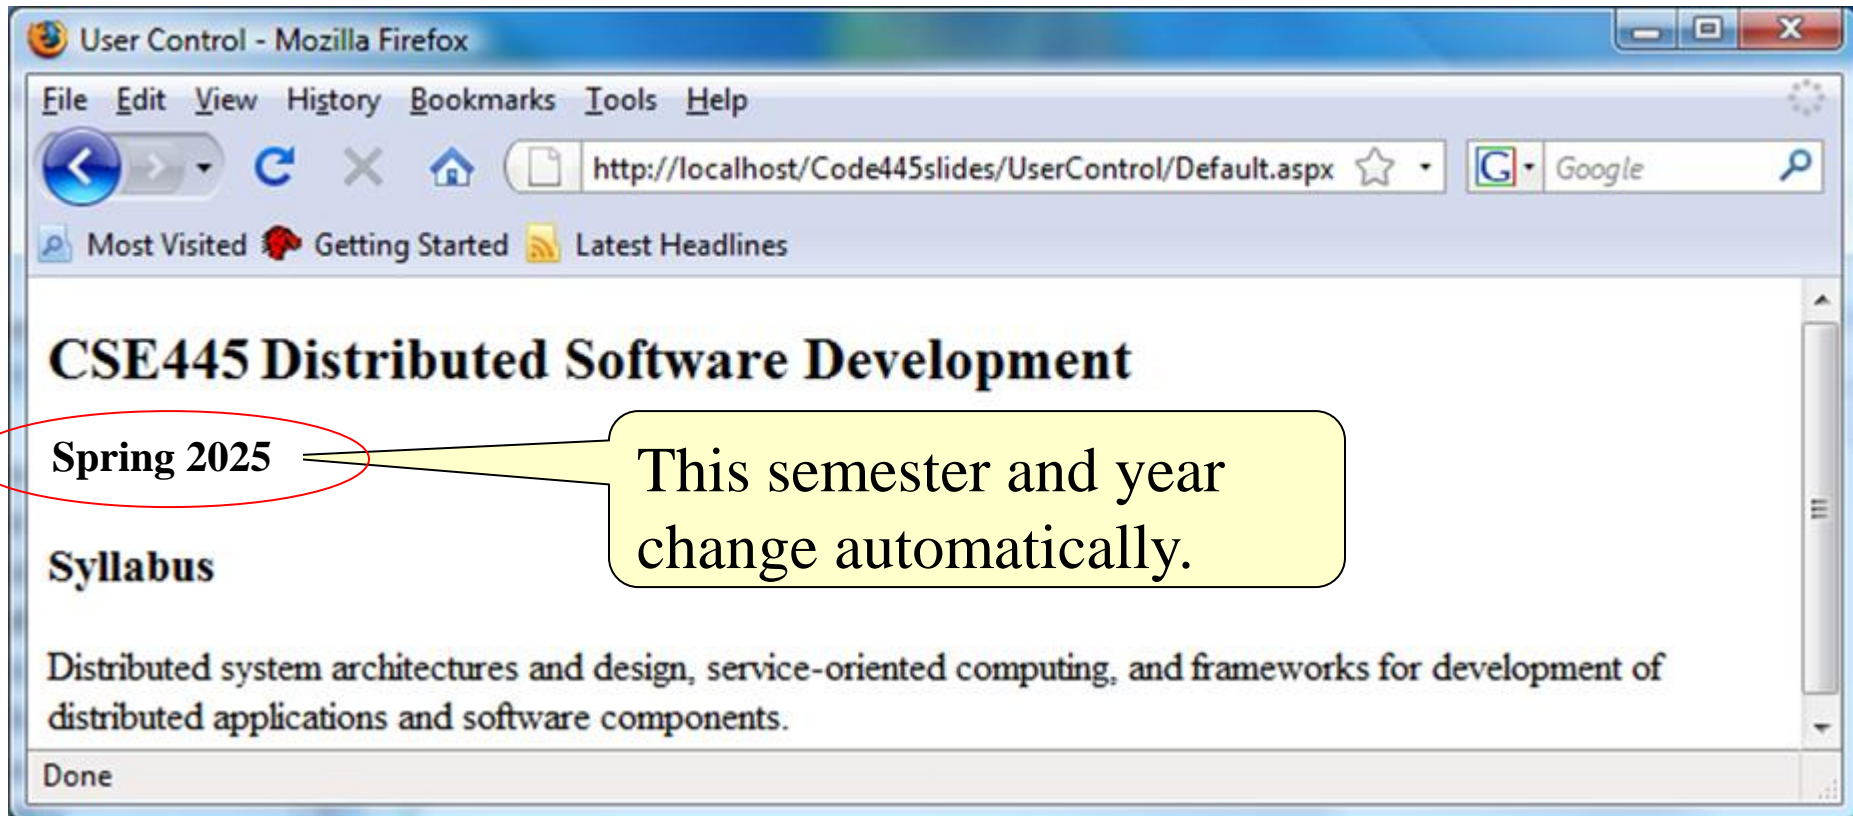 User Control - Mozilla Firefox
File Edit View History Bookmarks Tools Help
http://localhost/Code445slides/UserControl/Default.aspx
G
Google
Most Visited Getting Started Latest Headlines
CSE445 Distributed Software Development
Spring 2025
This semester and year
change automatically.
Syllabus
Distributed system architectures and design, service-oriented computing, and frameworks for development of
distributed applications and software components.
Done